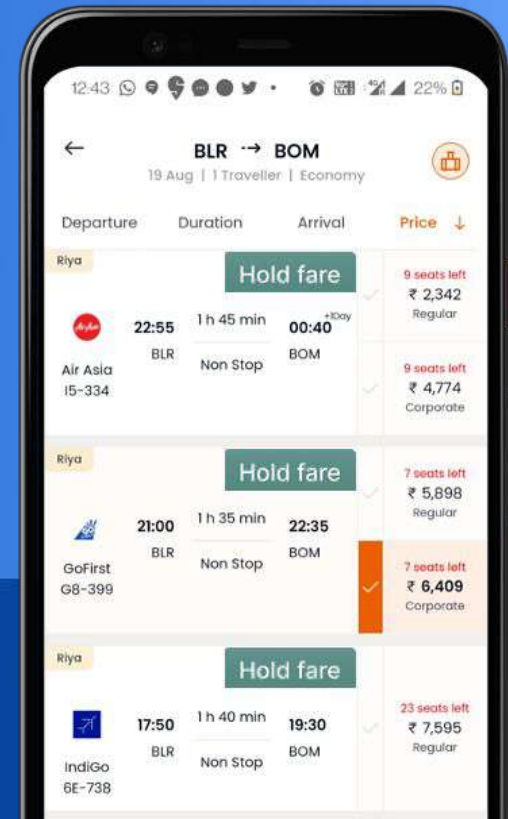 12:43 22%
BLR → BOM
19 Aug | 1 Traveller | Economy
Departure Duration Arrival Price ↓
Riya
Hold fare
9 seats left
₹ 2,342
Regular
22:55 1 h 45 min 00:40 +1Day
BLR Non Stop BOM
Air Asia
I5-334
9 seats left
₹ 4,774
Corporate
Riya
Hold fare
7 seats left
₹ 5,898
Regular
21:00 1 h 35 min 22:35
BLR Non Stop BOM
GoFirst
G8-399
7 seats left
₹ 6,409
Corporate
Riya
Hold fare
23 seats left
₹ 7,595
Regular
17:50 1 h 40 min 19:30
BLR Non Stop BOM
IndiGo
6E-738